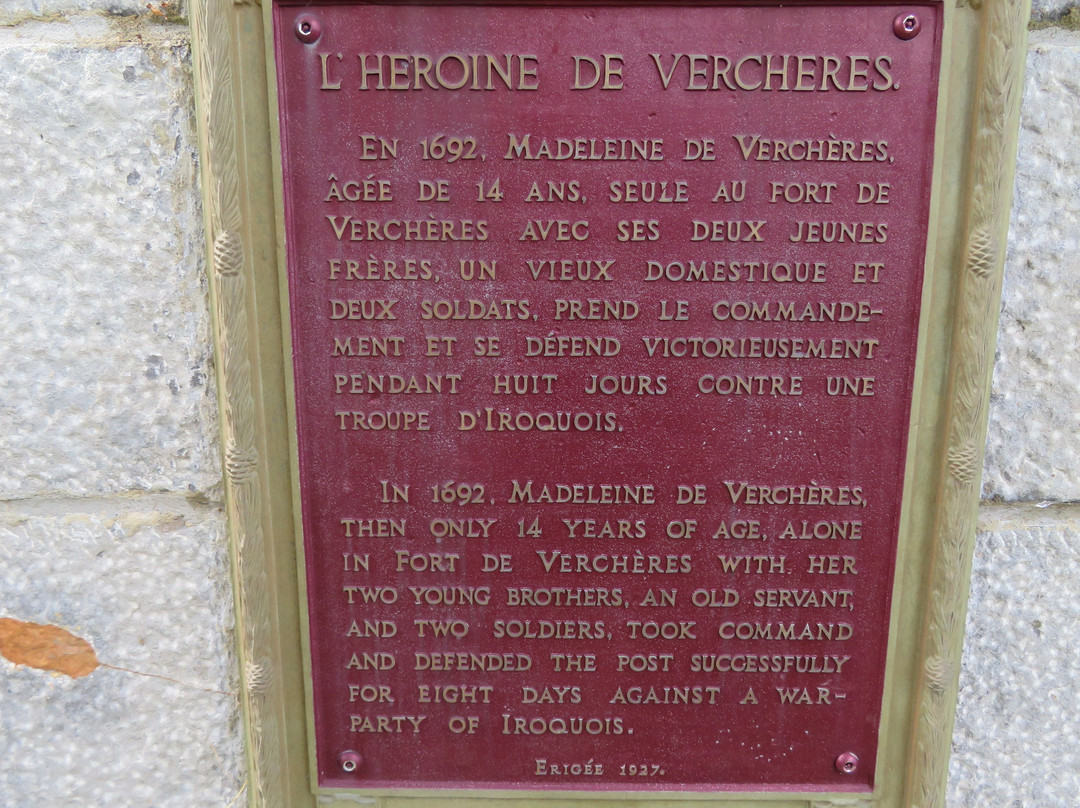 L'HÉROINE DE VERCHÈRES.
EN 1692, MADELEINE DE VERCHÈRES,
ÂGÉE DE 14 ANS, SEULE AU FORT DE
VERCHÈRES AVEC SES DEUX JEUNES
FRÈRES, UN VIEUX DOMESTIQUE ET
DEUX SOLDATS, PREND LE COMMANDE-
MENT ET SE DÉFEND VICTORIEUSEMENT
PENDANT HUIT JOURS CONTRE UNE
TROUPE D'IROQUOIS.
IN 1692, MADELEINE DE VERCHÈRES,
THEN ONLY 14 YEARS OF AGE, ALONE
IN FORT DE VERCHÈRES WITH HER
TWO YOUNG BROTHERS, AN OLD SERVANT,
AND TWO SOLDIERS, TOOK COMMAND
AND DEFENDED THE POST SUCCESSFULLY
FOR EIGHT DAYS AGAINST A WAR-
PARTY OF IROQUOIS.
ERIGÉE 1927.